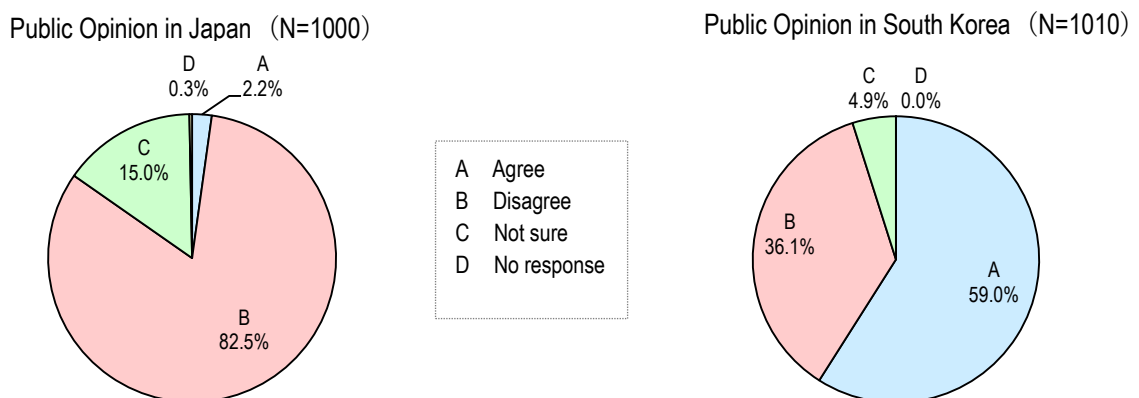 Public Opinion in Japan （N=1000）
D
0.3%
A
2.2%
C
15.0%
B
82.5%
A Agree
B Disagree
C Not sure
D No response
Public Opinion in South Korea （N=1010）
C
4.9%
D
0.0%
B
36.1%
A
59.0%